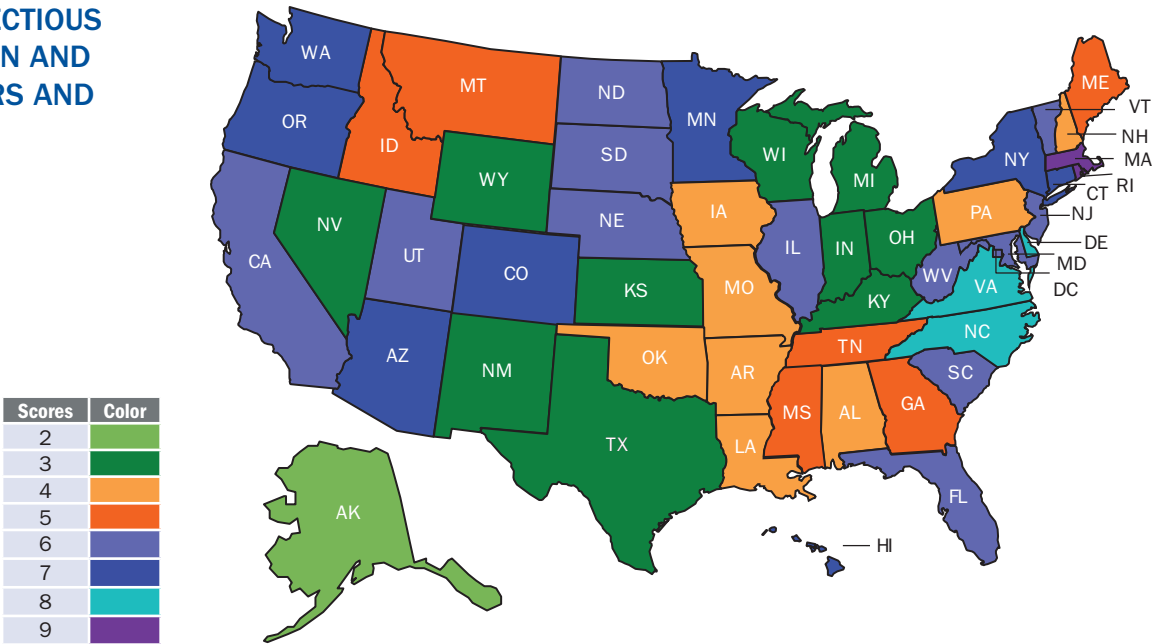 ECTIOUS
N AND
RS AND
WA
OR
CA
NV
ID
MT
WY
UT
CO
AZ
NM
ND
SD
NE
KS
OK
TX
MN
IA
MO
AR
LA
WI
IL
MI
IN
OH
KY
TN
MS
AL
GA
FL
SC
NC
VA
WV
PA
NY
ME
VT
NH
MA
RI
CT
NJ
DE
MD
DC
AK
HI
Scores Color
2
3
4
5
6
7
8
9